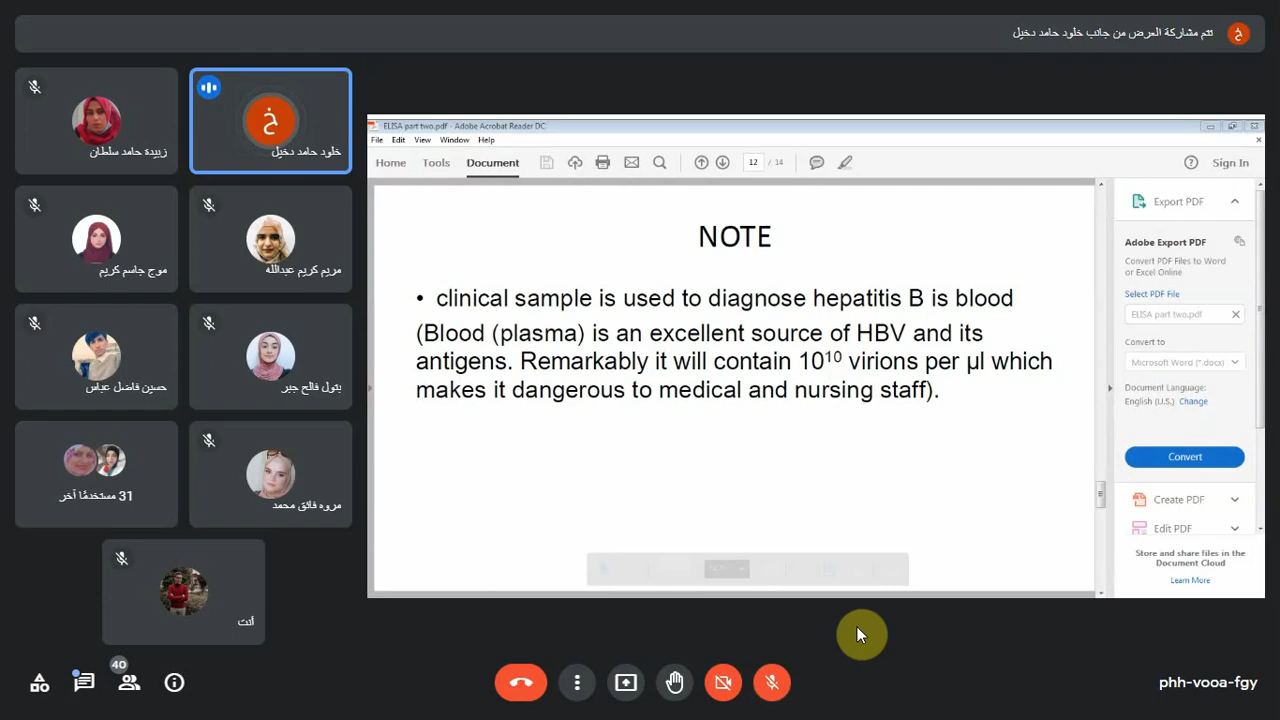 تتم مشاركة العرض من جانب خلود حامد دخيل
خ
زبيدة حامد سلطان
خ
خلود حامد دخيل
موج جاسم كريم
مريم كريم عبدالله
حسين فاضل عباس
بتول فالح جبر
31 مستخدمًا آخر
مروه فائق محمد
أنت
ELISA part two.pdf - Adobe Acrobat Reader DC
File Edit View Window Help
Home Tools Document 12 / 14 Sign In
NOTE
• clinical sample is used to diagnose hepatitis B is blood
(Blood (plasma) is an excellent source of HBV and its
antigens. Remarkably it will contain 10¹⁰ virions per µl which
makes it dangerous to medical and nursing staff).
Export PDF
Adobe Export PDF
Convert PDF Files to Word
or Excel Online
Select PDF File
ELISA part two.pdf
Convert to
Microsoft Word (*.docx)
Document Language:
English (U.S.) Change
Convert
Create PDF
Edit PDF
Store and share files in the
Document Cloud
Learn More
40
phh-vooa-fgy